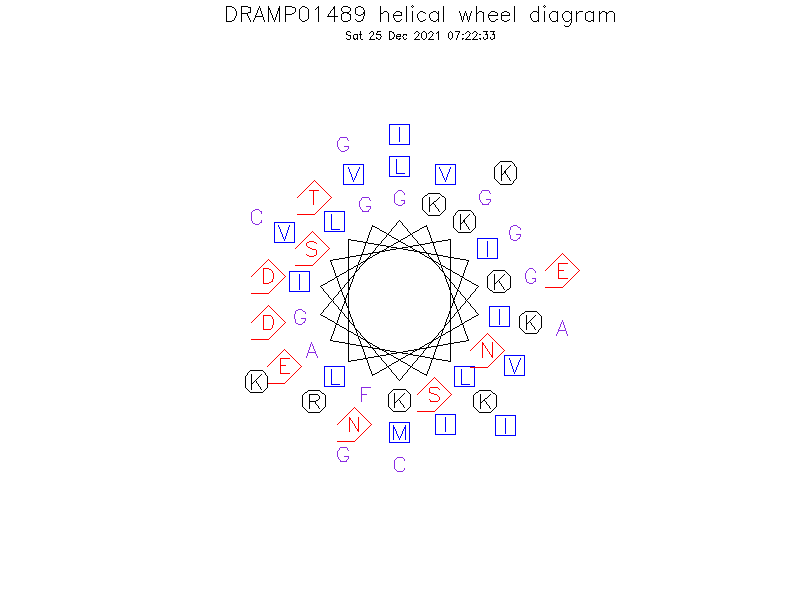 DRAMP01489 helical wheel diagram
Sat 25 Dec 2021 07:22:33
I
G
L
V V K
T L G G K G
C V K G
S I
D I K G E
D G I K A
A N
E V
K L L
R F K S K
N M I I
G C